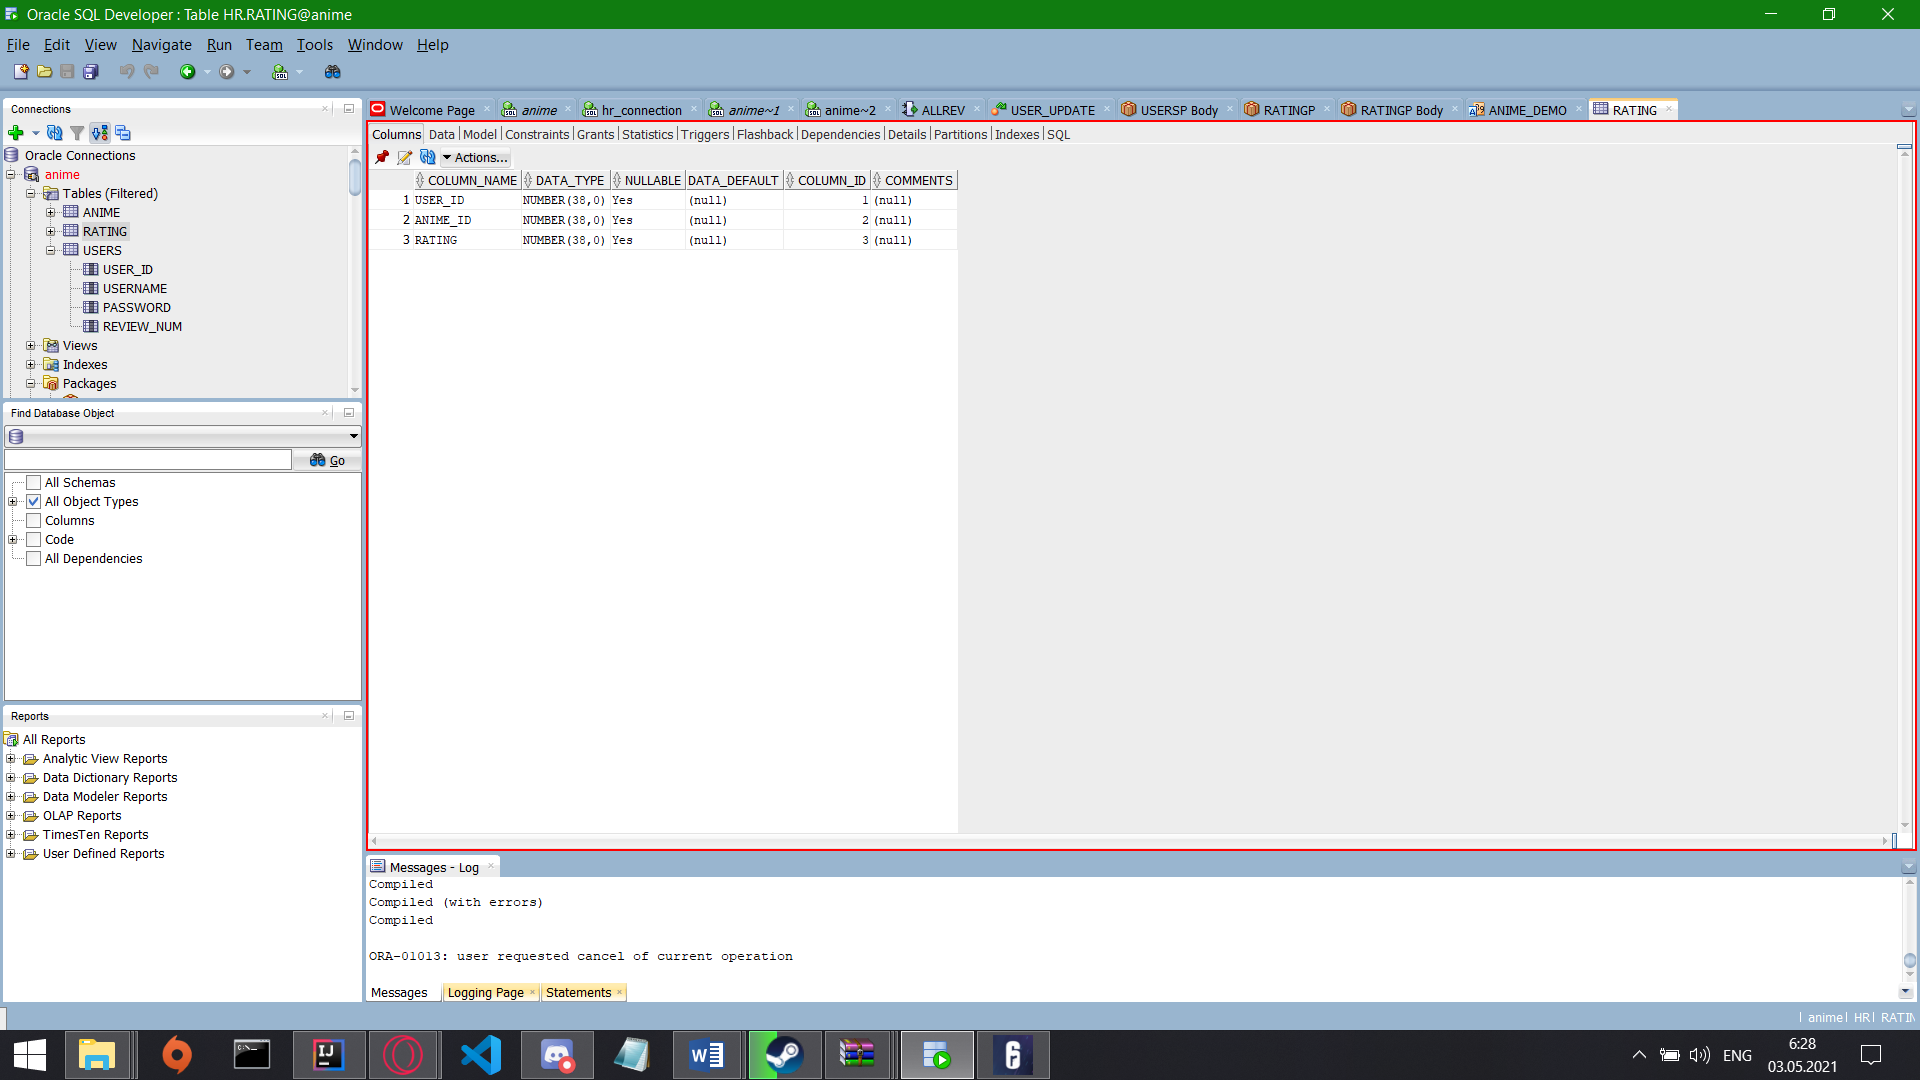 Oracle SQL Developer : Table HR.RATING@anime
File Edit View Navigate Run Team Tools Window Help
Connections
Oracle Connections
anime
Tables (Filtered)
ANIME
RATING
USERS
USER_ID
USERNAME
PASSWORD
REVIEW_NUM
Views
Indexes
Packages
Find Database Object
Go
All Schemas
All Object Types
Columns
Code
All Dependencies
Reports
All Reports
Analytic View Reports
Data Dictionary Reports
Data Modeler Reports
OLAP Reports
TimesTen Reports
User Defined Reports
Welcome Page anime hr_connection anime~1 anime~2 ALLREV USER_UPDATE USERSP Body RATINGP RATINGP Body ANIME_DEMO RATING
Columns Data Model Constraints Grants Statistics Triggers Flashback Dependencies Details Partitions Indexes SQL
Actions...
COLUMN_NAME DATA_TYPE NULLABLE DATA_DEFAULT COLUMN_ID COMMENTS
1 USER_ID NUMBER(38,0) Yes (null) 1 (null)
2 ANIME_ID NUMBER(38,0) Yes (null) 2 (null)
3 RATING NUMBER(38,0) Yes (null) 3 (null)
Messages - Log
Compiled
Compiled (with errors)
Compiled
ORA-01013: user requested cancel of current operation
Messages Logging Page Statements
anime HR RATIN
ENG
6:28
03.05.2021